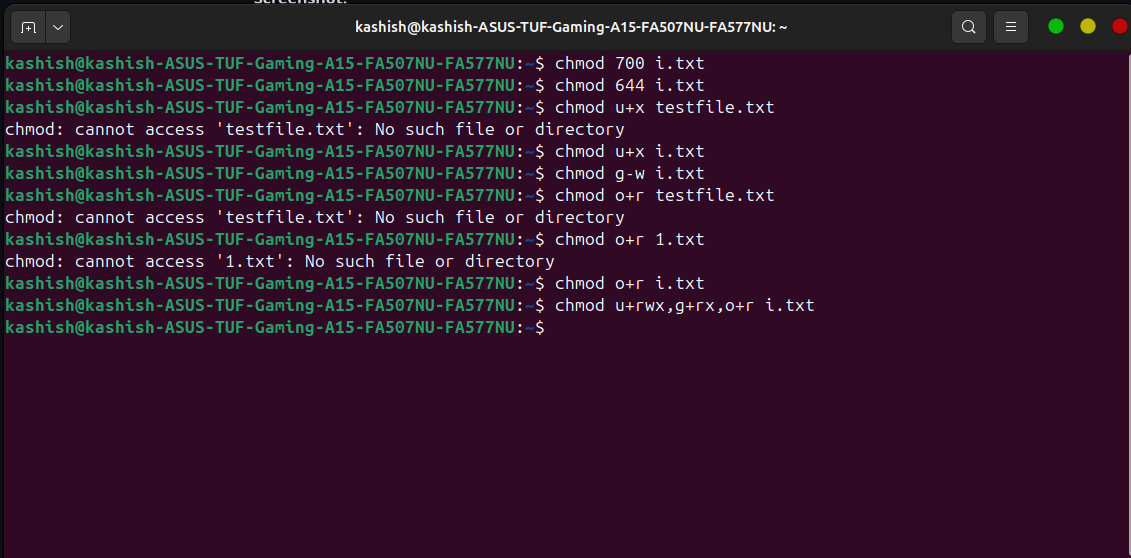 Screenshot:
kashish@kashish-ASUS-TUF-Gaming-A15-FA507NU-FA577NU: ~
kashish@kashish-ASUS-TUF-Gaming-A15-FA507NU-FA577NU:~$ chmod 700 i.txt
kashish@kashish-ASUS-TUF-Gaming-A15-FA507NU-FA577NU:~$ chmod 644 i.txt
kashish@kashish-ASUS-TUF-Gaming-A15-FA507NU-FA577NU:~$ chmod u+x testfile.txt
chmod: cannot access 'testfile.txt': No such file or directory
kashish@kashish-ASUS-TUF-Gaming-A15-FA507NU-FA577NU:~$ chmod u+x i.txt
kashish@kashish-ASUS-TUF-Gaming-A15-FA507NU-FA577NU:~$ chmod g-w i.txt
kashish@kashish-ASUS-TUF-Gaming-A15-FA507NU-FA577NU:~$ chmod o+r testfile.txt
chmod: cannot access 'testfile.txt': No such file or directory
kashish@kashish-ASUS-TUF-Gaming-A15-FA507NU-FA577NU:~$ chmod o+r 1.txt
chmod: cannot access '1.txt': No such file or directory
kashish@kashish-ASUS-TUF-Gaming-A15-FA507NU-FA577NU:~$ chmod o+r i.txt
kashish@kashish-ASUS-TUF-Gaming-A15-FA507NU-FA577NU:~$ chmod u+rwx,g+rx,o+r i.txt
kashish@kashish-ASUS-TUF-Gaming-A15-FA507NU-FA577NU:~$